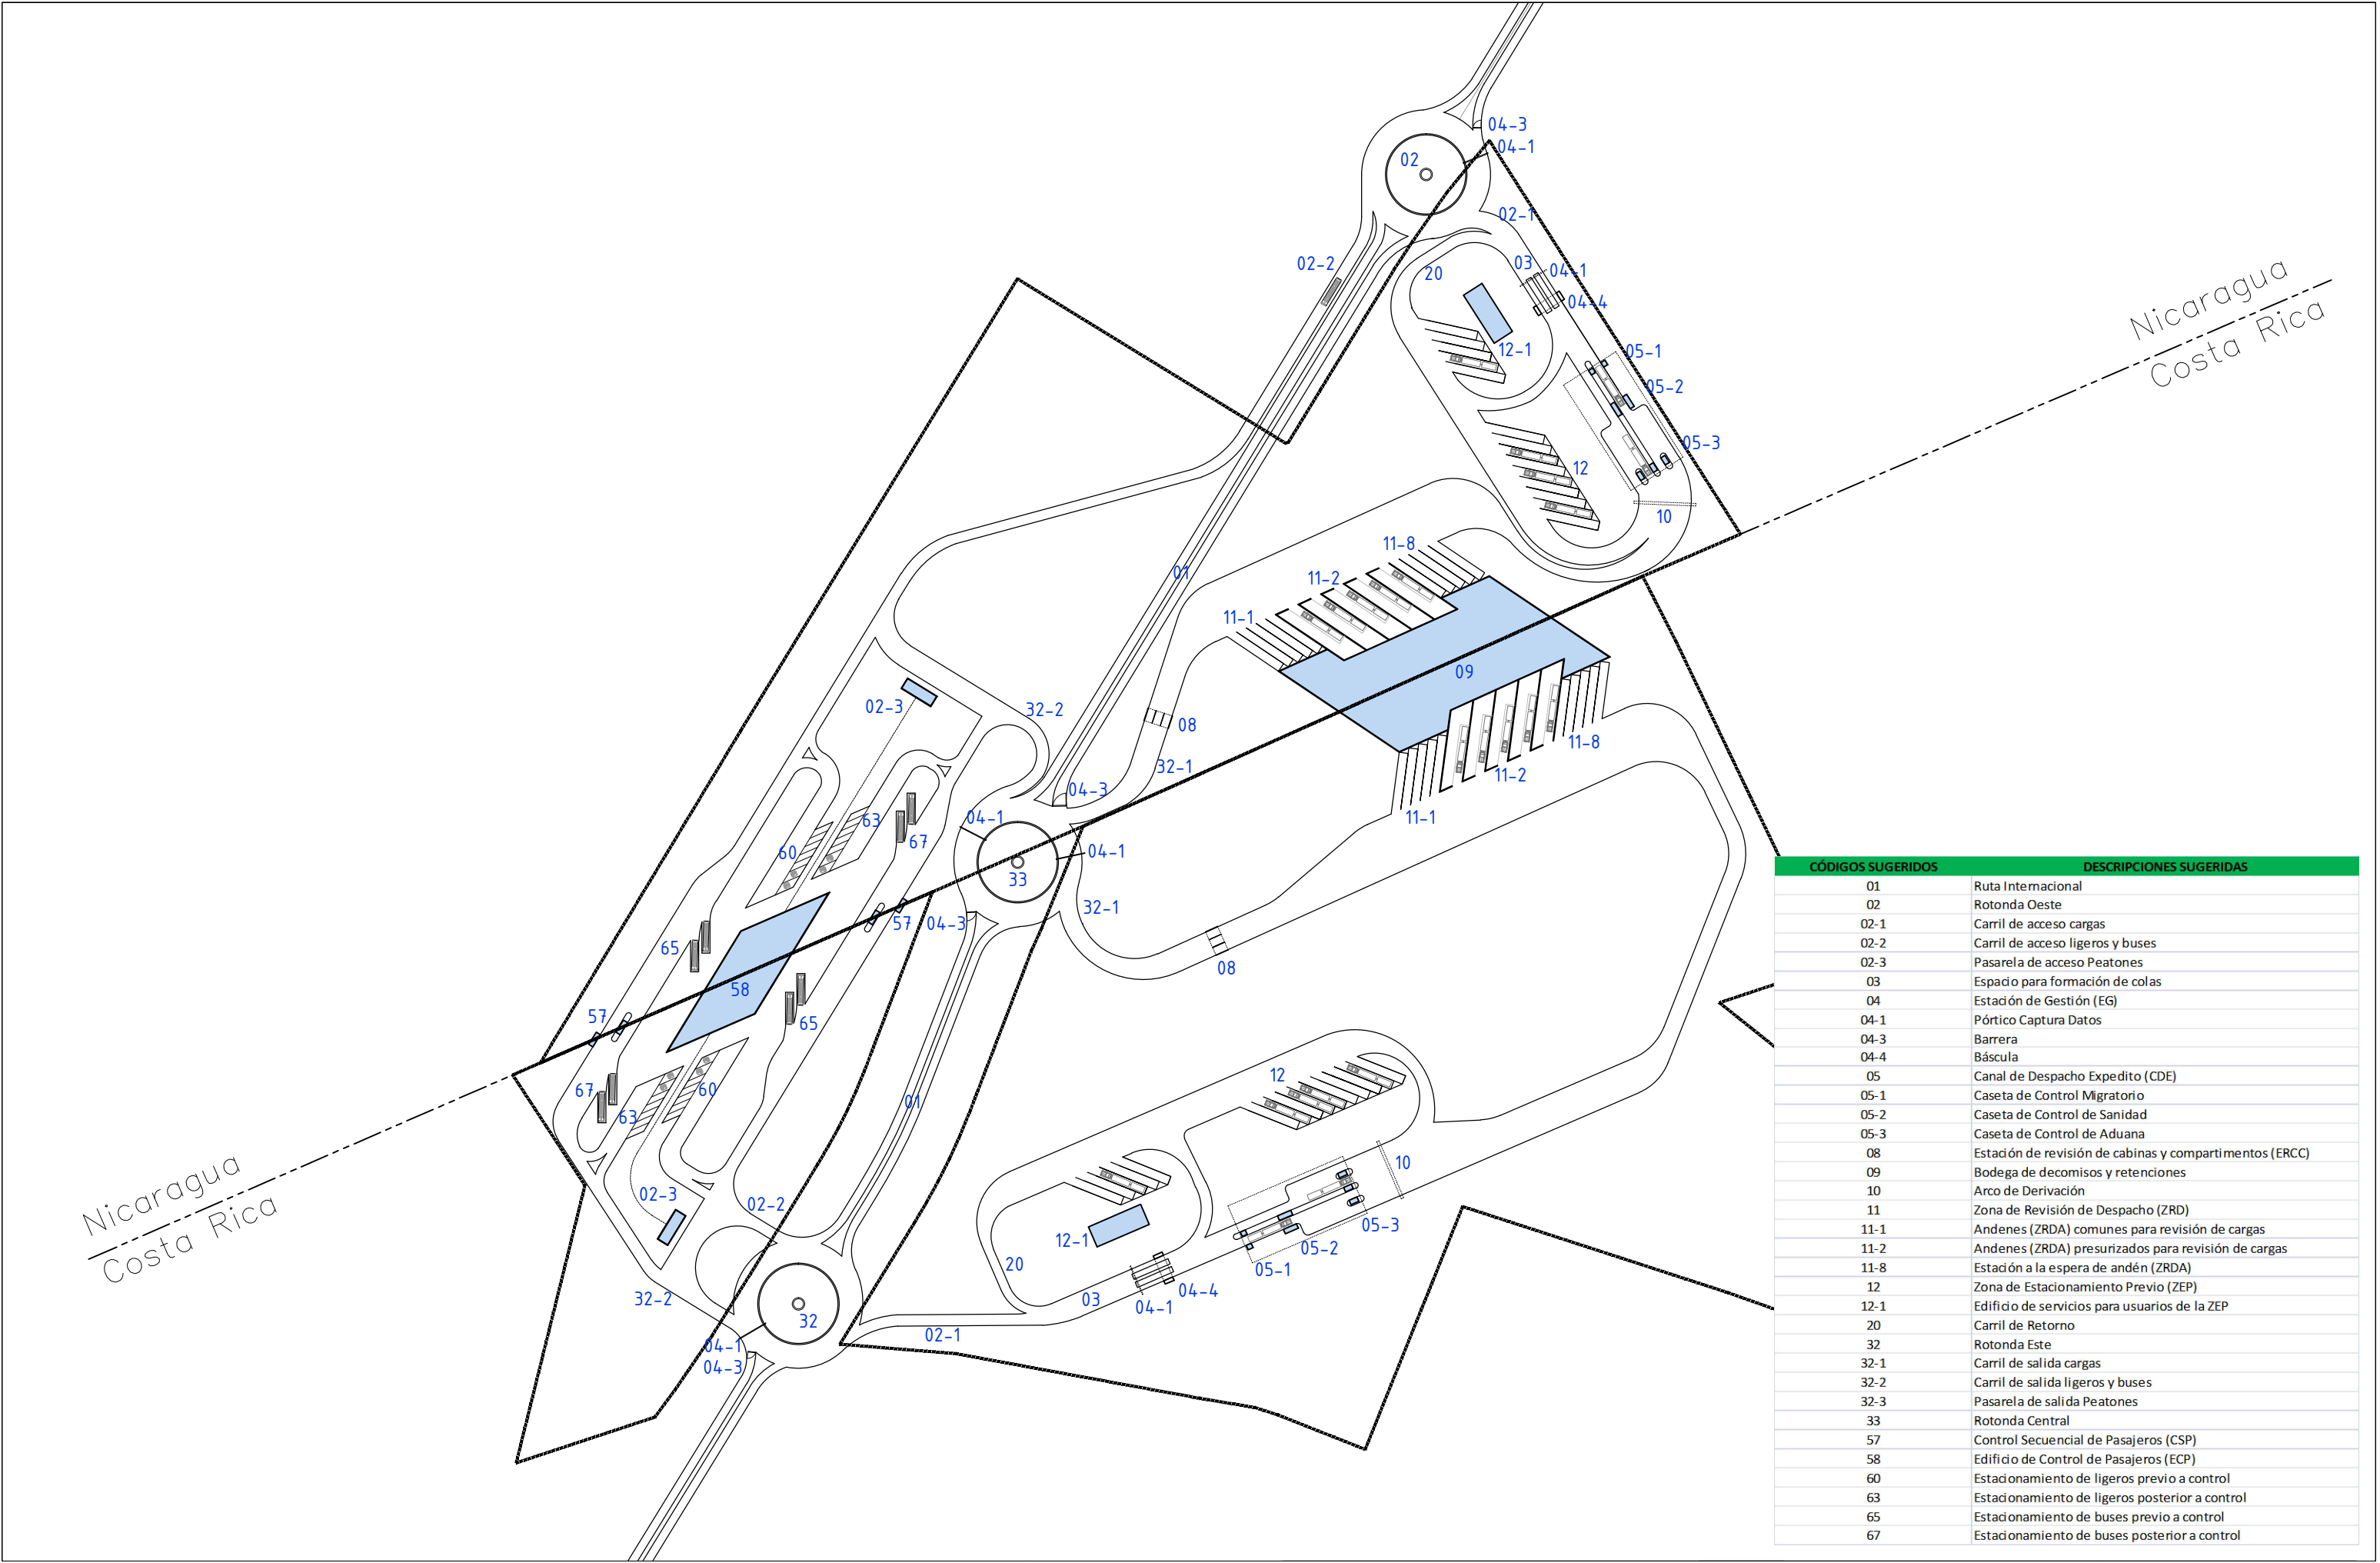 04-3
04-1
02
02-1
02-2
20
03
04-1
04-4
12-1
05-1
05-2
05-3
12
10
Nicaragua
Costa Rica
01
11-8
11-2
11-1
09
02-3
32-2
08
32-1
11-8
11-2
11-1
04-3
04-1
63
67
60
04-1
33
57
04-3
32-1
65
58
08
65
57
67
63
60
01
12
10
02-3
02-2
12-1
05-3
05-2
05-1
20
03
04-1
04-4
Nicaragua
Costa Rica
32-2
32
04-1
04-3
02-1
CÓDIGOS SUGERIDOS DESCRIPCIONES SUGERIDAS
01 Ruta Internacional
02 Rotonda Oeste
02-1 Carril de acceso cargas
02-2 Carril de acceso ligeros y buses
02-3 Pasarela de acceso Peatones
03 Espacio para formación de colas
04 Estación de Gestión (EG)
04-1 Pórtico Captura Datos
04-3 Barrera
04-4 Báscula
05 Canal de Despacho Expedito (CDE)
05-1 Caseta de Control Migratorio
05-2 Caseta de Control de Sanidad
05-3 Caseta de Control de Aduana
08 Estación de revisión de cabinas y compartimentos (ERCC)
09 Bodega de decomisos y retenciones
10 Arco de Derivación
11 Zona de Revisión de Despacho (ZRD)
11-1 Andenes (ZRDA) comunes para revisión de cargas
11-2 Andenes (ZRDA) presurizados para revisión de cargas
11-8 Estación a la espera de andén (ZRDA)
12 Zona de Estacionamiento Previo (ZEP)
12-1 Edificio de servicios para usuarios de la ZEP
20 Carril de Retorno
32 Rotonda Este
32-1 Carril de salida cargas
32-2 Carril de salida ligeros y buses
32-3 Pasarela de salida Peatones
33 Rotonda Central
57 Control Secuencial de Pasajeros (CSP)
58 Edificio de Control de Pasajeros (ECP)
60 Estacionamiento de ligeros previo a control
63 Estacionamiento de ligeros posterior a control
65 Estacionamiento de buses previo a control
67 Estacionamiento de buses posterior a control